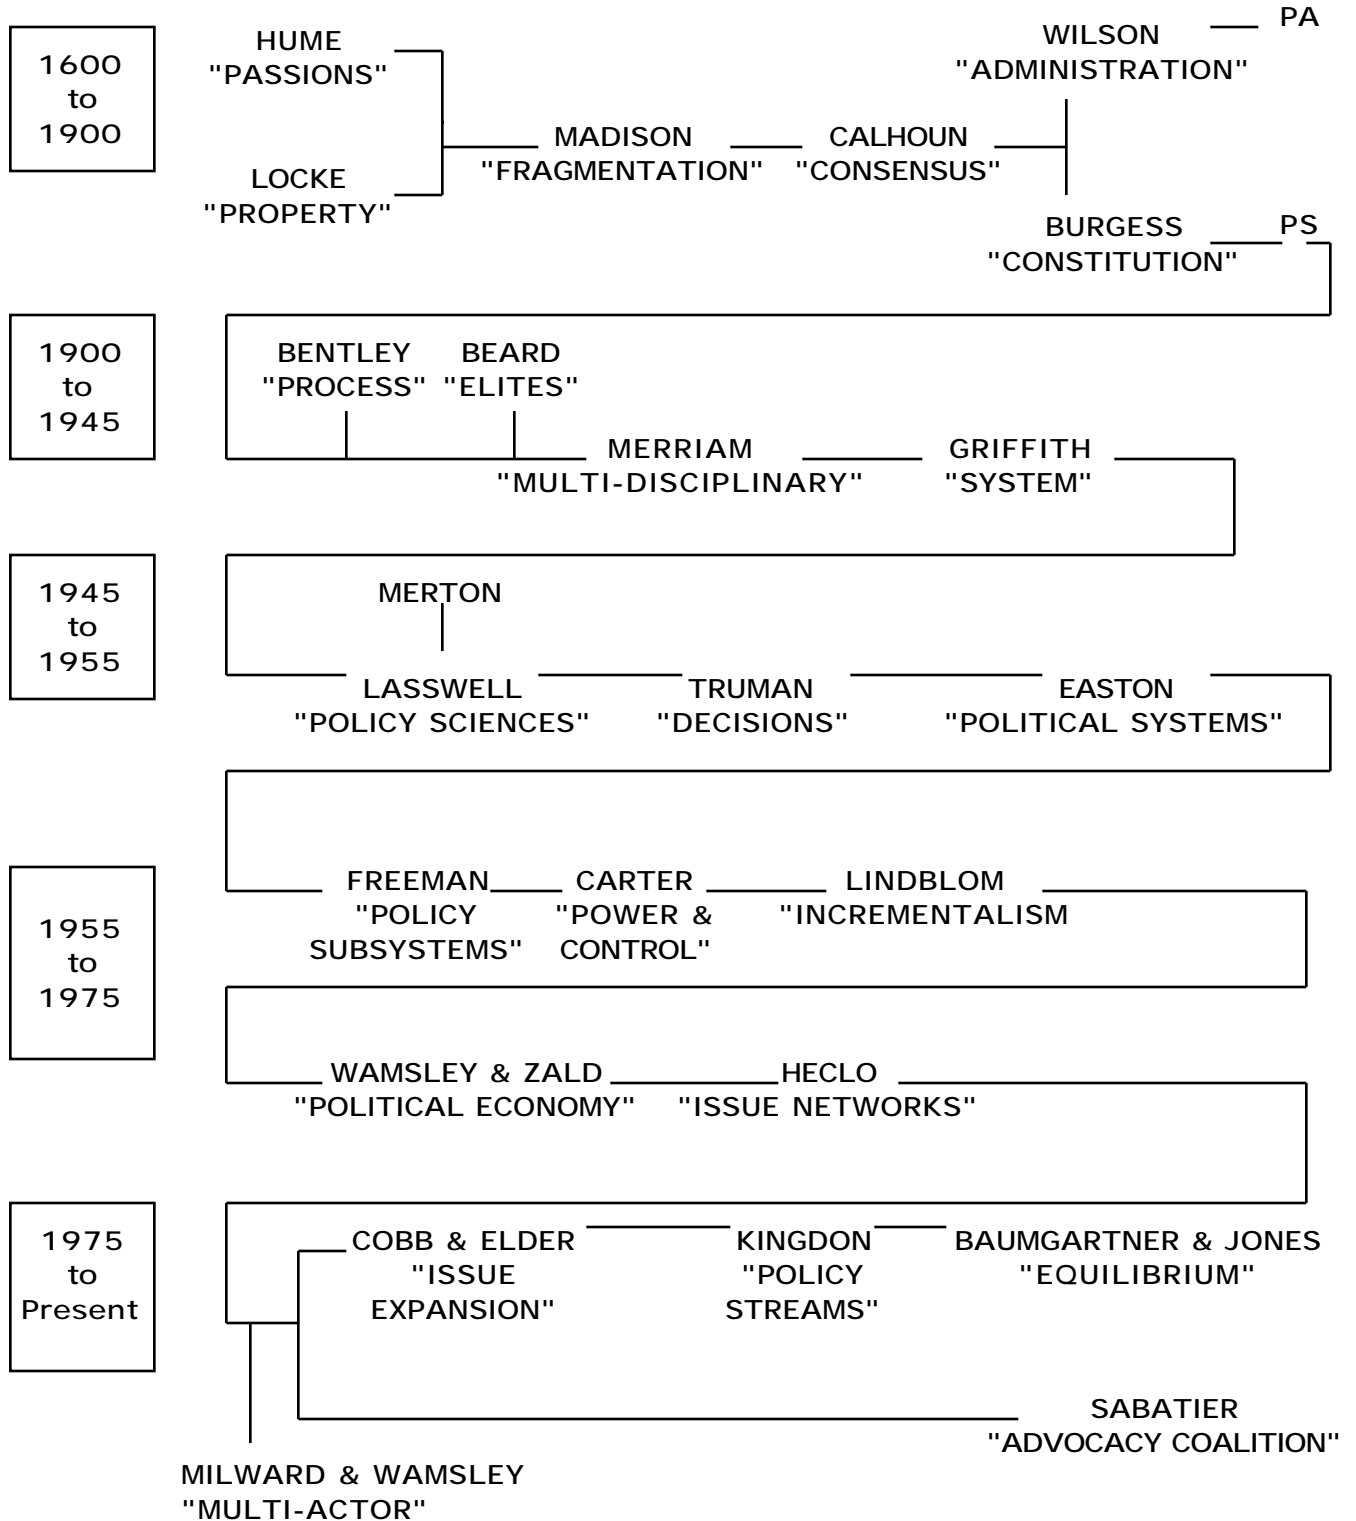 1600
to
1900
HUME
"PASSIONS"
LOCKE
"PROPERTY"
MADISON
"FRAGMENTATION"
CALHOUN
"CONSENSUS"
WILSON
"ADMINISTRATION"
PA
BURGESS
"CONSTITUTION"
PS
1900
to
1945
BENTLEY
"PROCESS"
BEARD
"ELITES"
MERRIAM
"MULTI-DISCIPLINARY"
GRIFFITH
"SYSTEM"
1945
to
1955
MERTON
LASSWELL
"POLICY SCIENCES"
TRUMAN
"DECISIONS"
EASTON
"POLITICAL SYSTEMS"
1955
to
1975
FREEMAN
"POLICY
SUBSYSTEMS"
CARTER
"POWER &
CONTROL"
LINDBLOM
"INCREMENTALISM
WAMSLEY & ZALD
"POLITICAL ECONOMY"
HECLO
"ISSUE NETWORKS"
1975
to
Present
COBB & ELDER
"ISSUE
EXPANSION"
KINGDON
"POLICY
STREAMS"
BAUMGARTNER & JONES
"EQUILIBRIUM"
SABATIER
"ADVOCACY COALITION"
MILWARD & WAMSLEY
"MULTI-ACTOR"